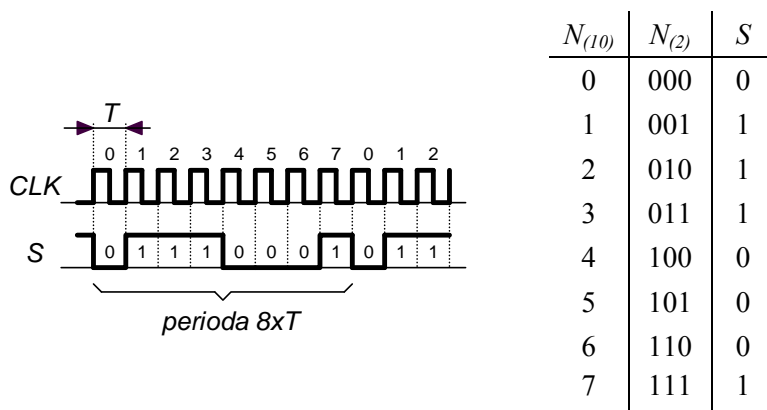 T
0 1 2 3 4 5 6 7 0 1 2
CLK
S 0 1 1 1 0 0 0 1 0 1 1
perioda 8xT
N(10) N(2) S
0 000 0
1 001 1
2 010 1
3 011 1
4 100 0
5 101 0
6 110 0
7 111 1